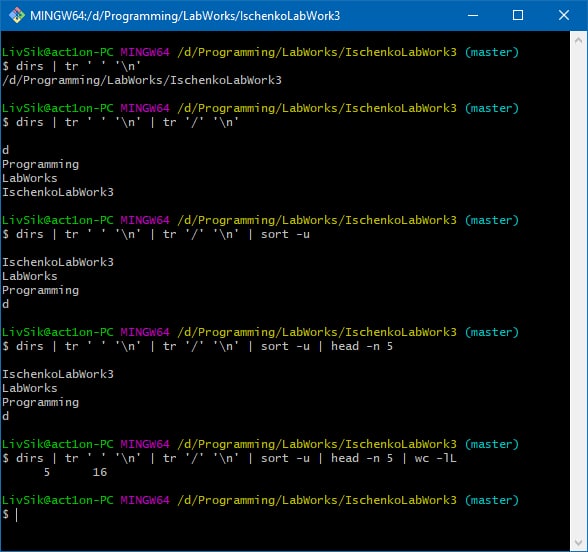 MINGW64:/d/Programming/LabWorks/IschenkoLabWork3
LivSik@act1on-PC MINGW64 /d/Programming/LabWorks/IschenkoLabWork3 (master)
$ dirs | tr ' ' '\n'
/d/Programming/LabWorks/IschenkoLabWork3
LivSik@act1on-PC MINGW64 /d/Programming/LabWorks/IschenkoLabWork3 (master)
$ dirs | tr ' ' '\n' | tr '/' '\n'
d
Programming
LabWorks
IschenkoLabWork3
LivSik@act1on-PC MINGW64 /d/Programming/LabWorks/IschenkoLabWork3 (master)
$ dirs | tr ' ' '\n' | tr '/' '\n' | sort -u
IschenkoLabWork3
LabWorks
Programming
d
LivSik@act1on-PC MINGW64 /d/Programming/LabWorks/IschenkoLabWork3 (master)
$ dirs | tr ' ' '\n' | tr '/' '\n' | sort -u | head -n 5
IschenkoLabWork3
LabWorks
Programming
d
LivSik@act1on-PC MINGW64 /d/Programming/LabWorks/IschenkoLabWork3 (master)
$ dirs | tr ' ' '\n' | tr '/' '\n' | sort -u | head -n 5 | wc -lL
5 16
LivSik@act1on-PC MINGW64 /d/Programming/LabWorks/IschenkoLabWork3 (master)
$